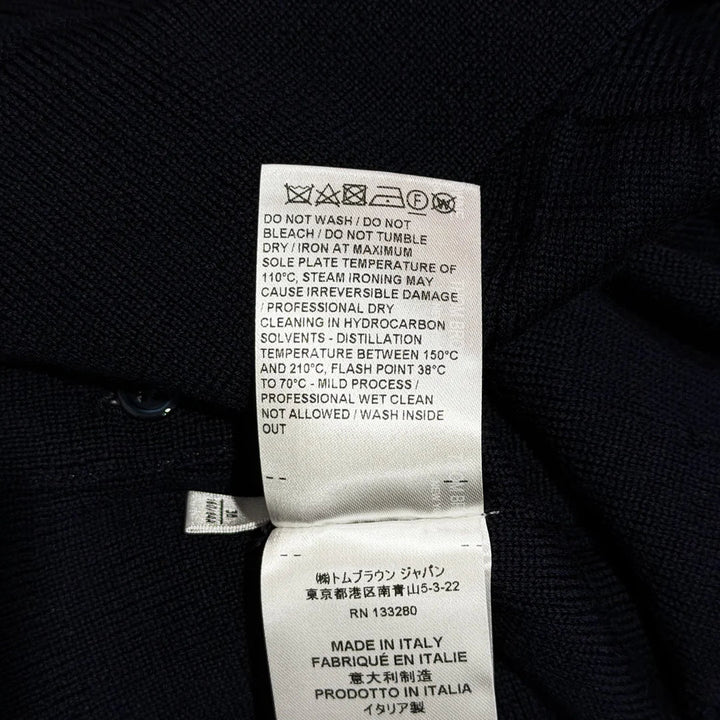 DO NOT WASH / DO NOT
BLEACH / DO NOT TUMBLE
DRY / IRON AT MAXIMUM
SOLE PLATE TEMPERATURE OF
110°C, STEAM IRONING MAY
CAUSE IRREVERSIBLE DAMAGE
/ PROFESSIONAL DRY
CLEANING IN HYDROCARBON
SOLVENTS - DISTILLATION
TEMPERATURE BETWEEN 150°C
AND 210°C, FLASH POINT 38°C
TO 70°C - MILD PROCESS /
PROFESSIONAL WET CLEAN
NOT ALLOWED / WASH INSIDE
OUT
㈱トムブラウン ジャパン
東京都港区南青山5-3-22
RN 133280
MADE IN ITALY
FABRIQUÉ EN ITALIE
意大利制造
PRODOTTO IN ITALIA
イタリア製